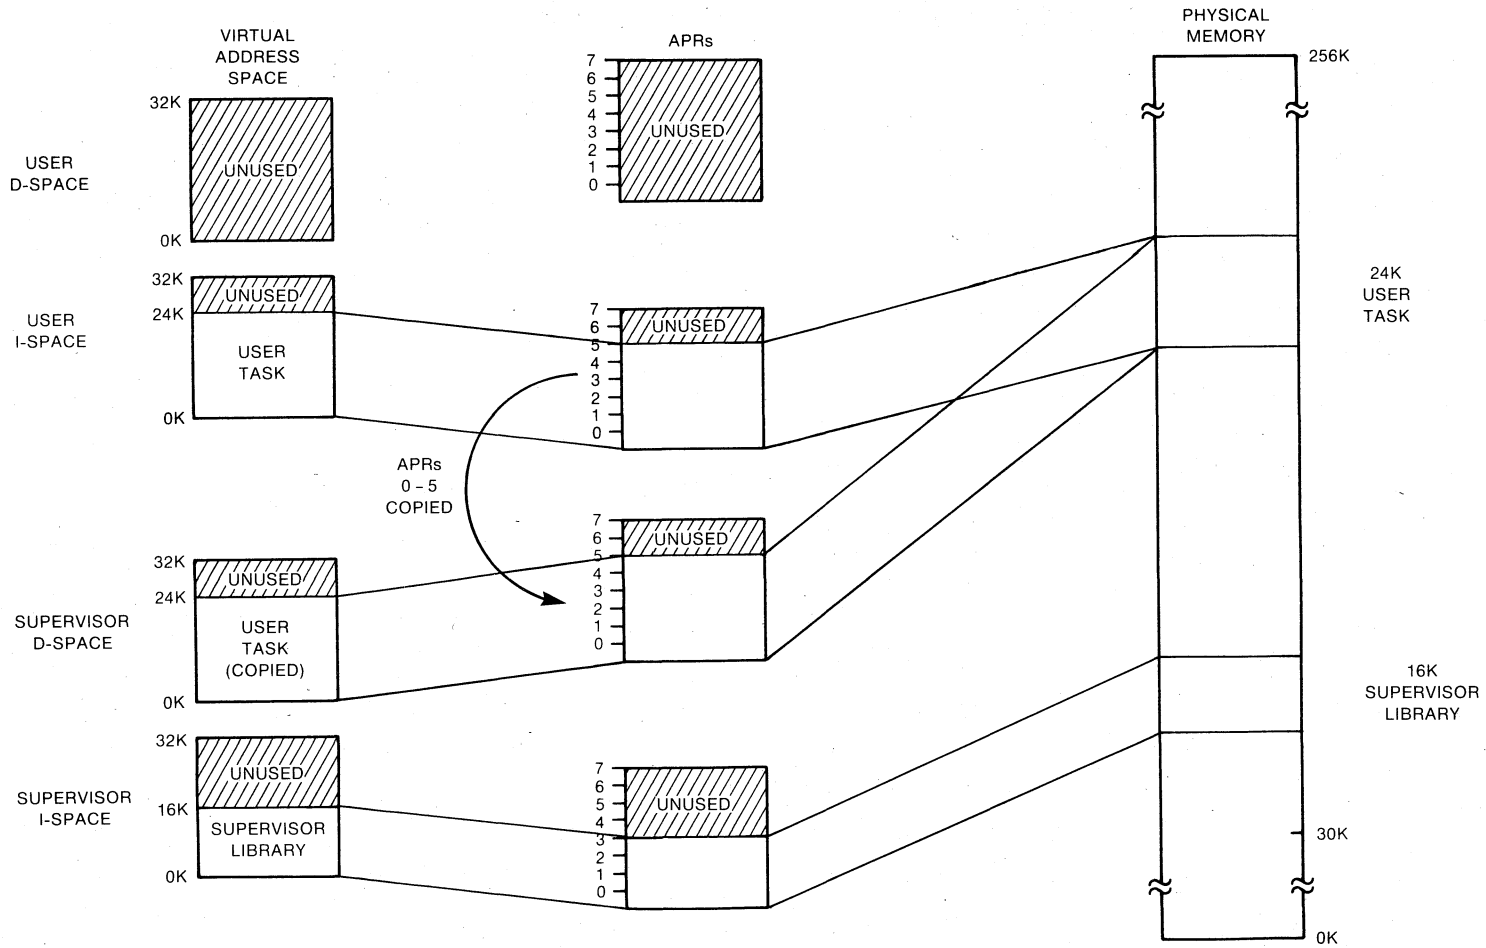 VIRTUAL
ADDRESS
SPACE
APRs
PHYSICAL
MEMORY
256K
USER
D-SPACE
32K
UNUSED
0K
7
6
5
4
3
2
1
0
UNUSED
USER
I-SPACE
32K
UNUSED
24K
USER
TASK
0K
7
6
5
4
3
2
1
0
UNUSED
24K
USER
TASK
APRs
0 – 5
COPIED
SUPERVISOR
D-SPACE
32K
UNUSED
24K
USER
TASK
(COPIED)
0K
7
6
5
4
3
2
1
0
UNUSED
16K
SUPERVISOR
LIBRARY
SUPERVISOR
I-SPACE
32K
UNUSED
16K
SUPERVISOR
LIBRARY
0K
7
6
5
4
3
2
1
0
UNUSED
30K
0K